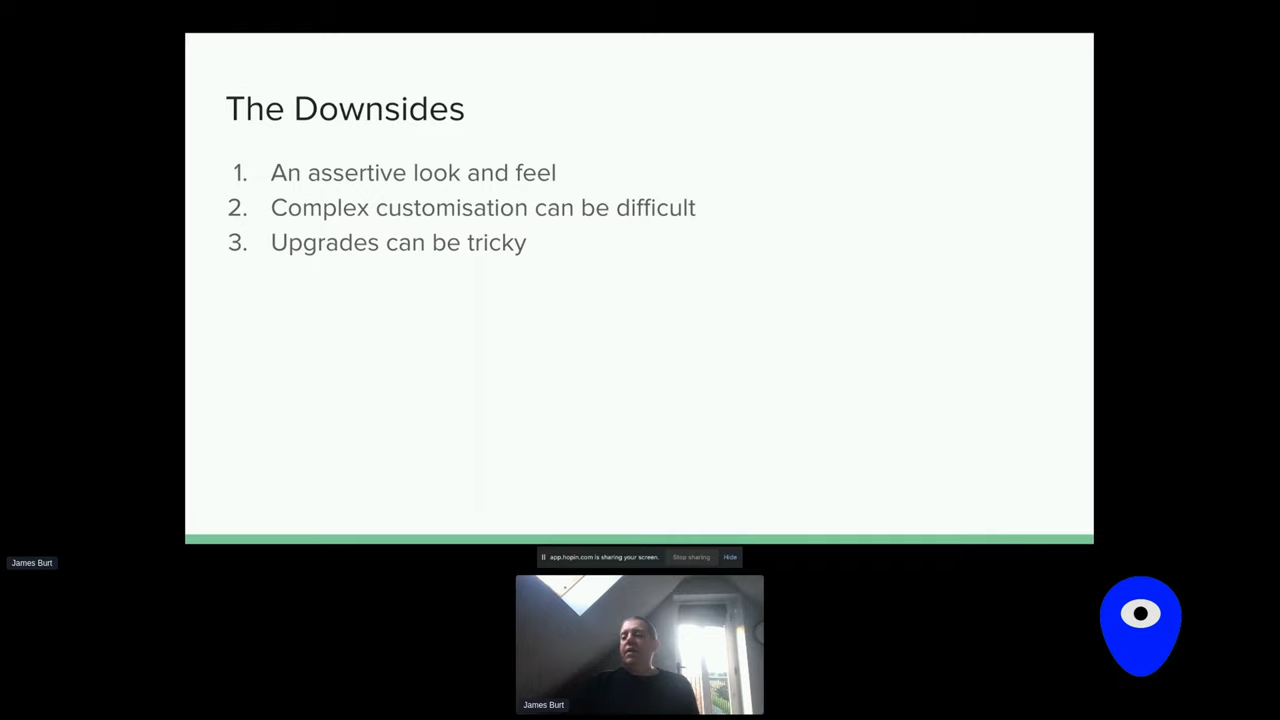 The Downsides
1. An assertive look and feel
2. Complex customisation can be difficult
3. Upgrades can be tricky
app.hopin.com is sharing your screen. Stop sharing Hide
James Burt
James Burt